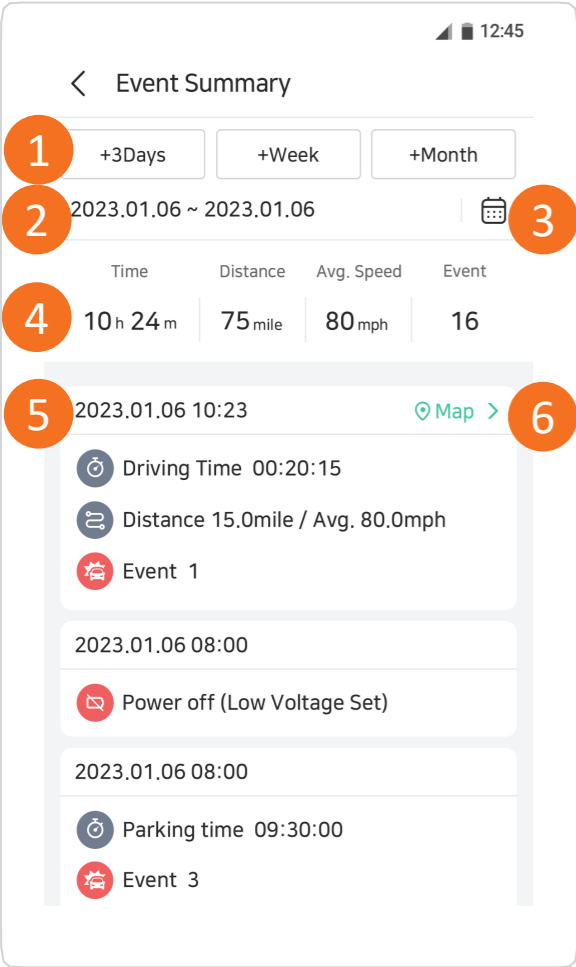 12:45
Event Summary
1 +3Days +Week +Month
2 2023.01.06 ~ 2023.01.06 3
Time Distance Avg. Speed Event
4 10 h 24 m 75 mile 80 mph 16
5 2023.01.06 10:23 Map 6
Driving Time 00:20:15
Distance 15.0mile / Avg. 80.0mph
Event 1
2023.01.06 08:00
Power off (Low Voltage Set)
2023.01.06 08:00
Parking time 09:30:00
Event 3